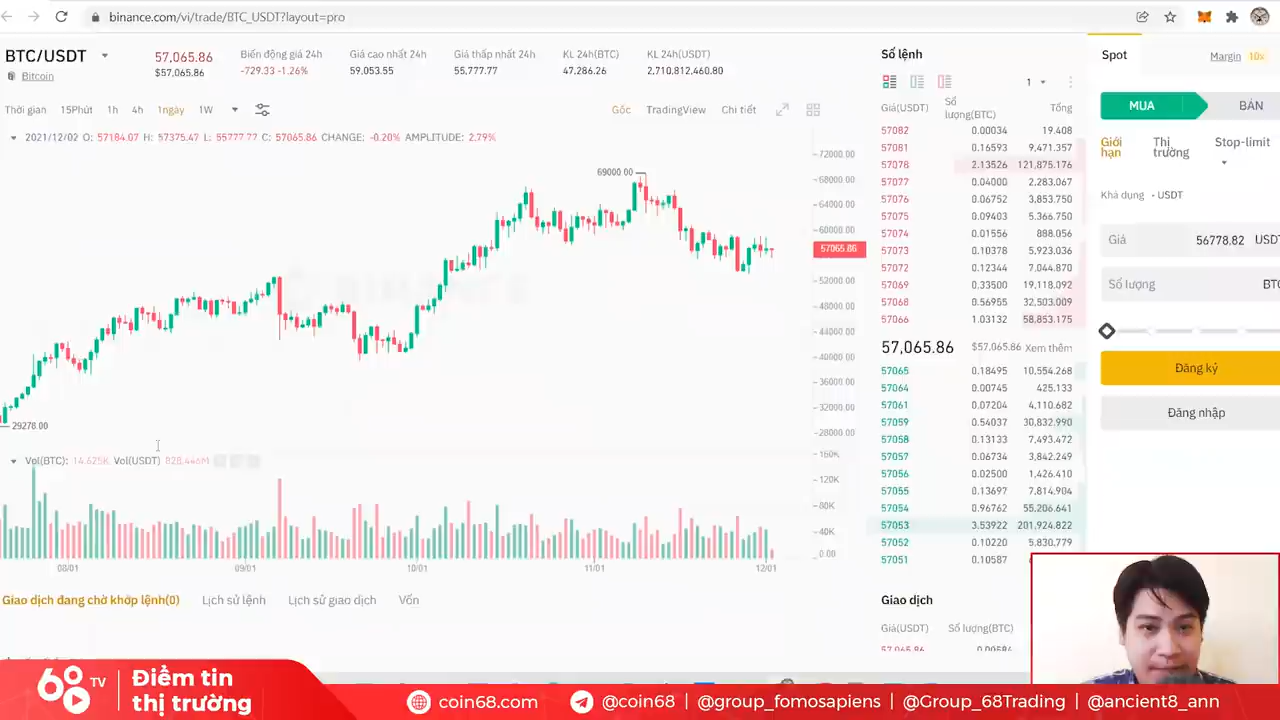 binance.com/vi/trade/BTC_USDT?layout=pro
BTC/USDT
Bitcoin
57,065.86
$57,065.86
Biến động giá 24h
-729.33 -1.26%
Giá cao nhất 24h
59,053.55
Giá thấp nhất 24h
55,777.77
KL 24h(BTC)
47,286.26
KL 24h(USDT)
2,710,812,460.80
Thời gian 15Phút 1h 4h 1ngày 1W
Gốc TradingView Chi tiết
2021/12/02 O: 57184.07 H: 57375.47 L: 55777.77 C: 57065.86 CHANGE: -0.20% AMPLITUDE: 2.79%
72000.00
68000.00
64000.00
60000.00
57065.86
52000.00
48000.00
44000.00
40000.00
36000.00
32000.00
28000.00
69000.00
29278.00
BINANCE
Vol(BTC): 14.625K Vol(USDT) 828.446M
160K
120K
80K
40K
0.00
08/01 09/01 10/01 11/01 12/01
Giao dịch đang chờ khớp lệnh(0) Lịch sử lệnh Lịch sử giao dịch Vốn
Số lệnh
1
Giá(USDT) Số lượng(BTC) Tổng
57082 0.00034 19.408
57081 0.16593 9,471.357
57078 2.13526 121,875.176
57077 0.04000 2,283.067
57076 0.06752 3,853.750
57075 0.09403 5,366.750
57074 0.01556 888.056
57073 0.10378 5,923.036
57072 0.12344 7,044.870
57069 0.33500 19,118.092
57068 0.56955 32,503.009
57066 1.03132 58,853.175
57,065.86 $57,065.86 Xem thêm
57065 0.18495 10,554.268
57064 0.00745 425.133
57061 0.07204 4,110.682
57059 0.54037 30,832.990
57058 0.13133 7,493.472
57057 0.06734 3,842.249
57056 0.02500 1,426.410
57055 0.13697 7,814.904
57054 0.96762 55,206.641
57053 3.53922 201,924.822
57052 0.10220 5,830.779
57051 0.10587
Giao dịch
Giá(USDT) Số lượng(BTC)
57,065.86 0.00584
Spot Margin 10x
MUA BÁN
Giới hạn Thị trường Stop-limit
Khả dụng - USDT
Giá 56778.82 USDT
Số lượng BTC
Đăng ký
Đăng nhập
68 TV
Điểm tin
thị trường
coin68.com @coin68 | @group_fomosapiens | @Group_68Trading | @ancient8_ann